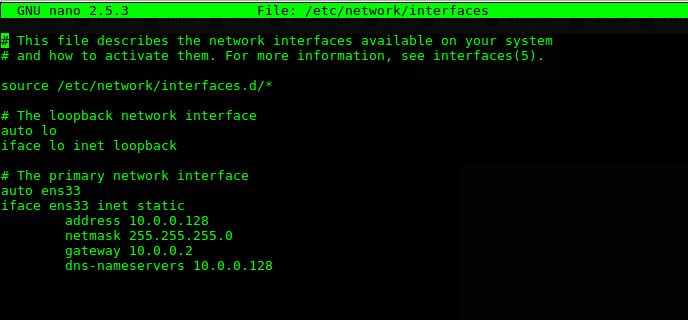 GNU nano 2.5.3 File: /etc/network/interfaces
# This file describes the network interfaces available on your system
# and how to activate them. For more information, see interfaces(5).
source /etc/network/interfaces.d/*
# The loopback network interface
auto lo
iface lo inet loopback
# The primary network interface
auto ens33
iface ens33 inet static
address 10.0.0.128
netmask 255.255.255.0
gateway 10.0.0.2
dns-nameservers 10.0.0.128